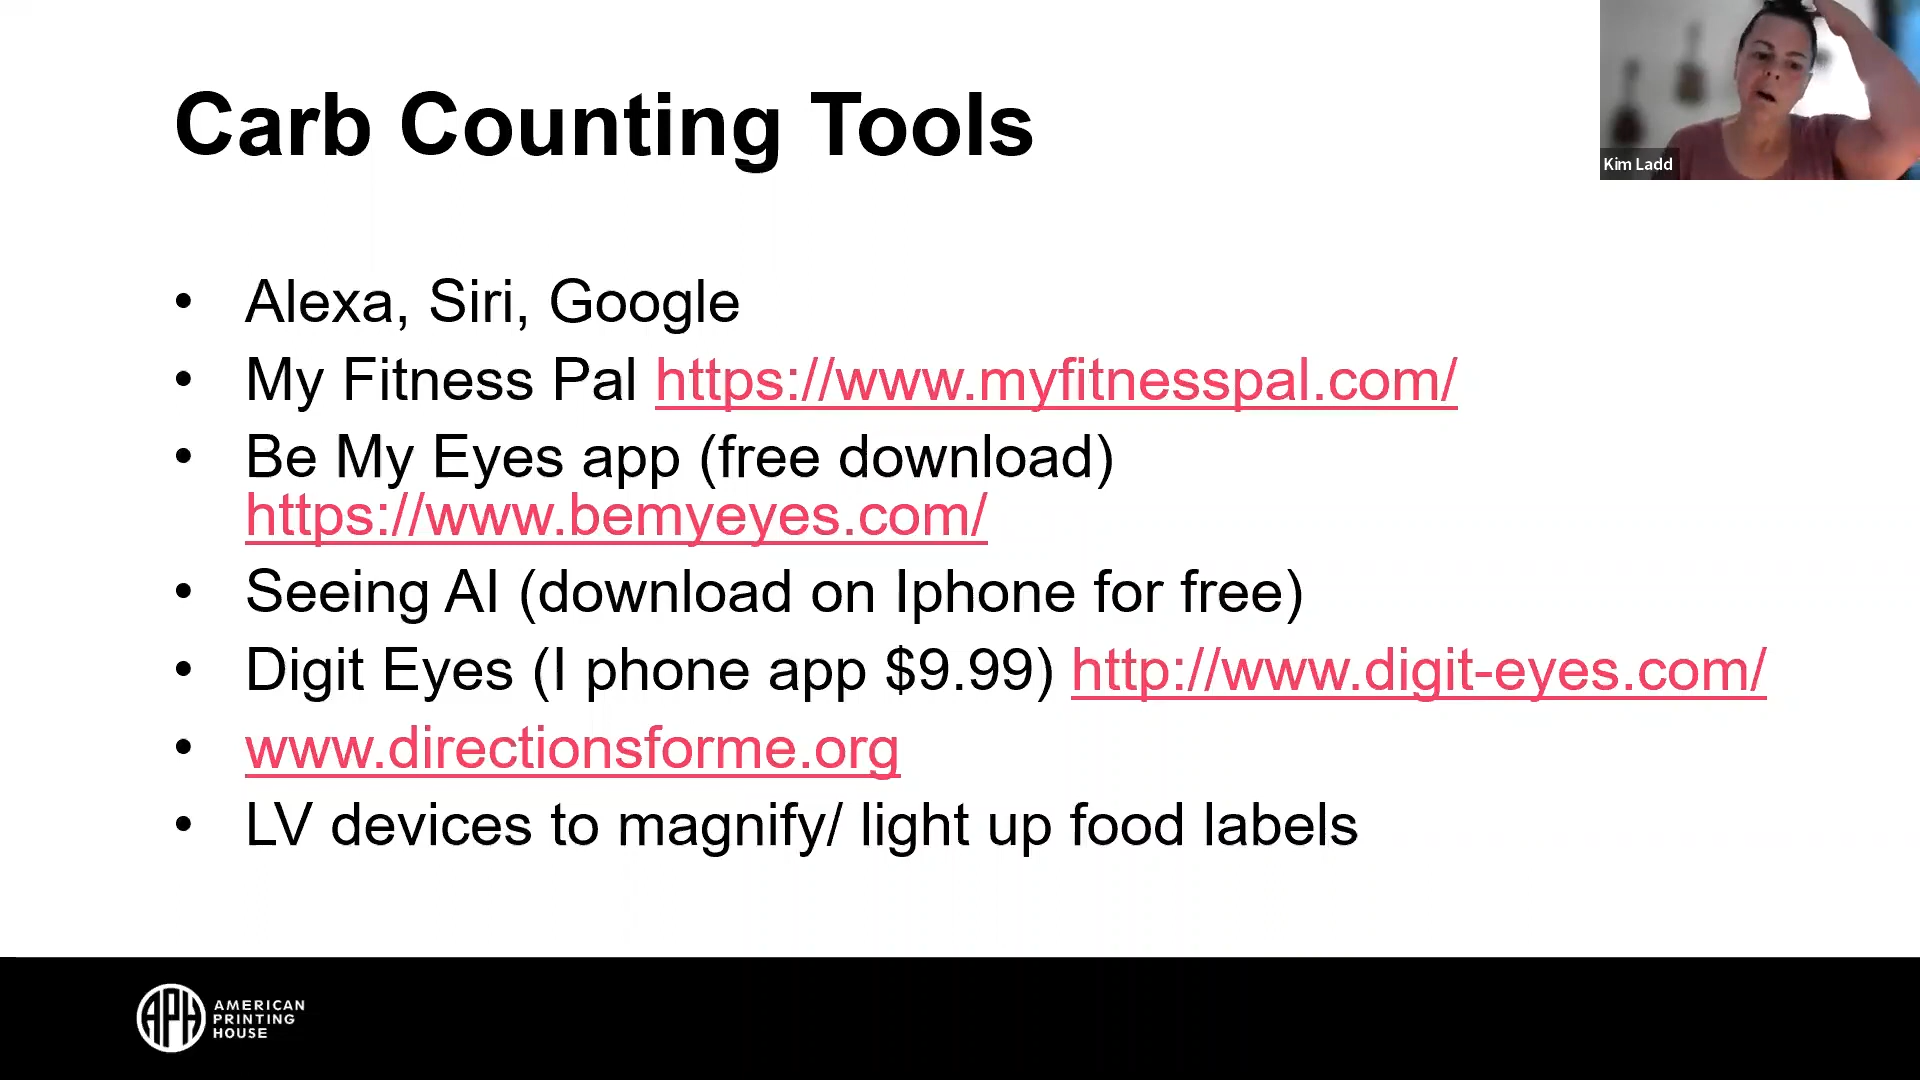 Carb Counting Tools
Kim Ladd
• Alexa, Siri, Google
• My Fitness Pal https://www.myfitnesspal.com/
• Be My Eyes app (free download)
https://www.bemyeyes.com/
• Seeing AI (download on Iphone for free)
• Digit Eyes (I phone app $9.99) http://www.digit-eyes.com/
• www.directionsforme.org
• LV devices to magnify/ light up food labels
APH
AMERICAN
PRINTING
HOUSE